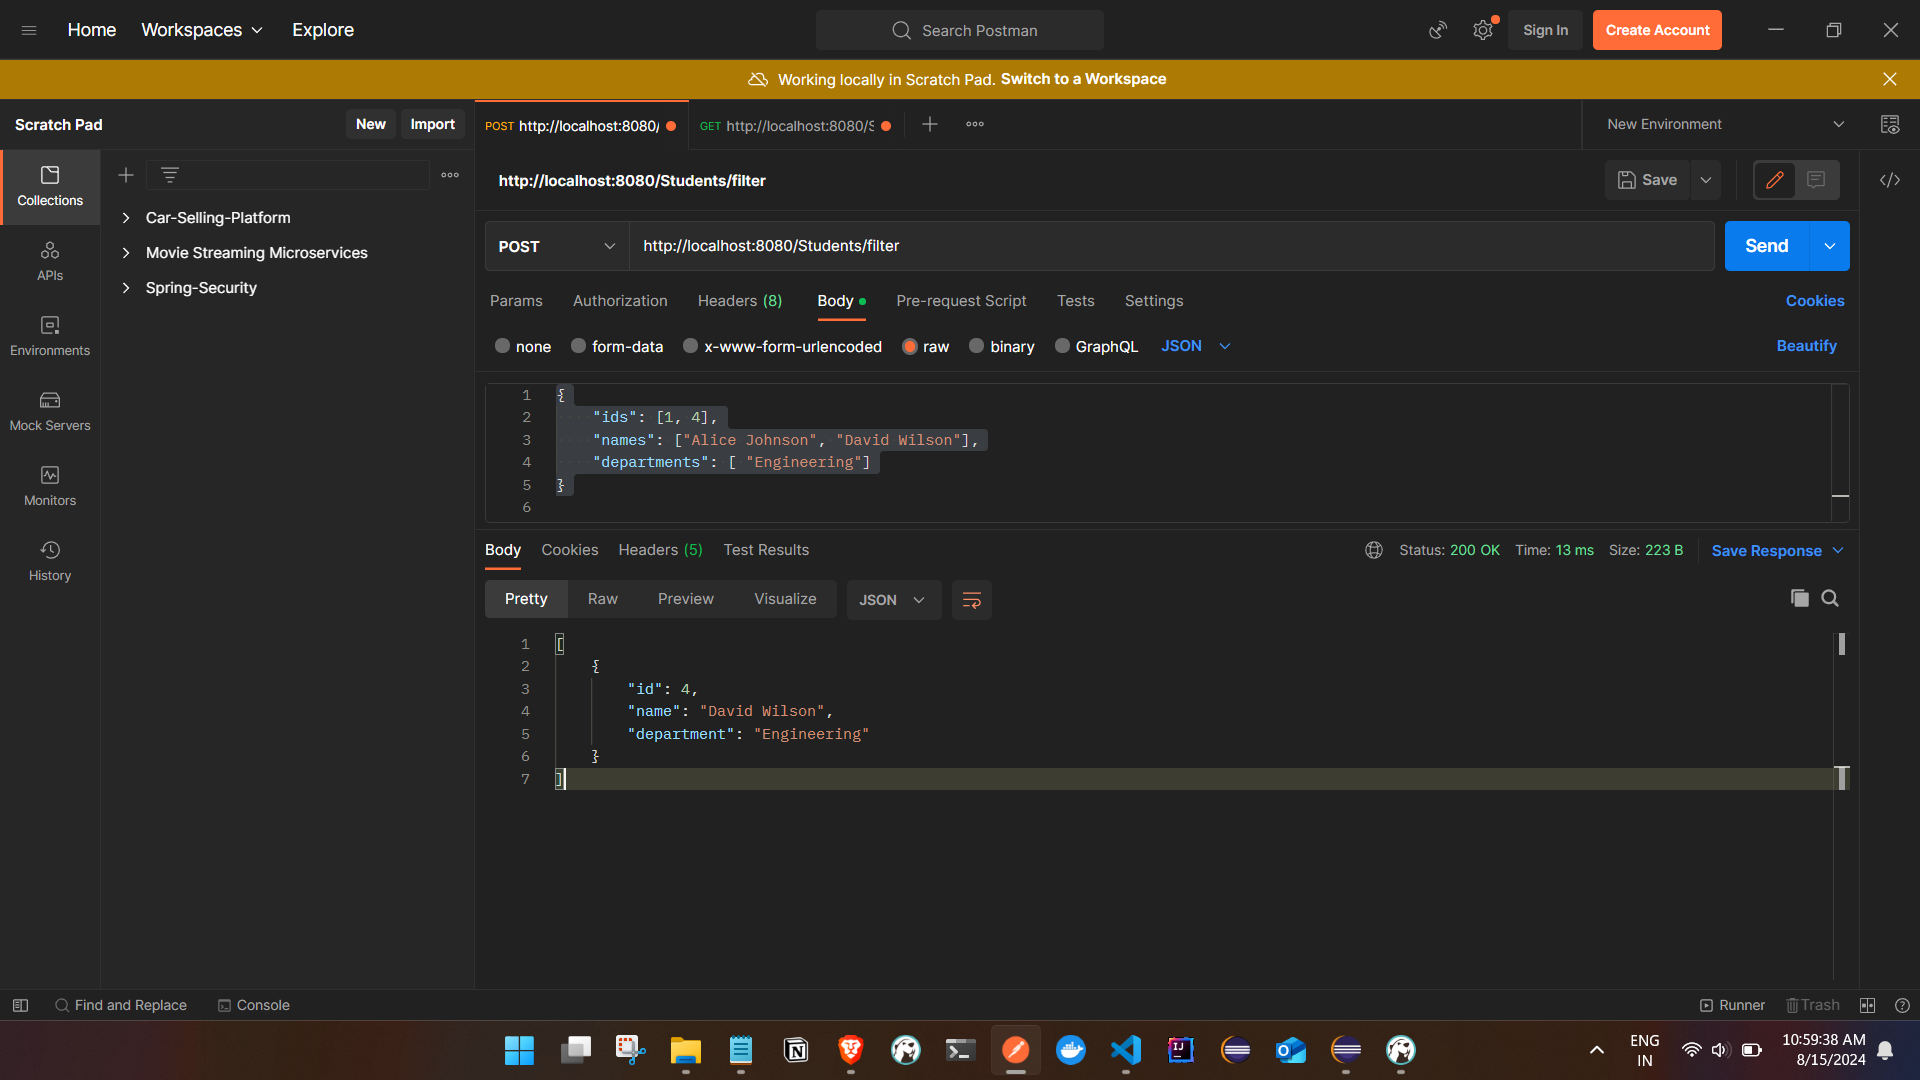 Home Workspaces Explore Search Postman Sign In Create Account
Working locally in Scratch Pad. Switch to a Workspace
Scratch Pad New Import POST http://localhost:8080/ GET http://localhost:8080/S New Environment
http://localhost:8080/Students/filter Save
Collections
Car-Selling-Platform
Movie Streaming Microservices
Spring-Security
APIs
Environments
Mock Servers
Monitors
History
POST http://localhost:8080/Students/filter Send
Params Authorization Headers (8) Body Pre-request Script Tests Settings Cookies
none form-data x-www-form-urlencoded raw binary GraphQL JSON Beautify
1 {
2 "ids": [1, 4],
3 "names": ["Alice Johnson", "David Wilson"],
4 "departments": [ "Engineering"]
5 }
6
Body Cookies Headers (5) Test Results Status: 200 OK Time: 13 ms Size: 223 B Save Response
Pretty Raw Preview Visualize JSON
1 [
2 {
3 "id": 4,
4 "name": "David Wilson",
5 "department": "Engineering"
6 }
7 ]
Find and Replace Console Runner Trash
ENG
IN
10:59:38 AM
8/15/2024